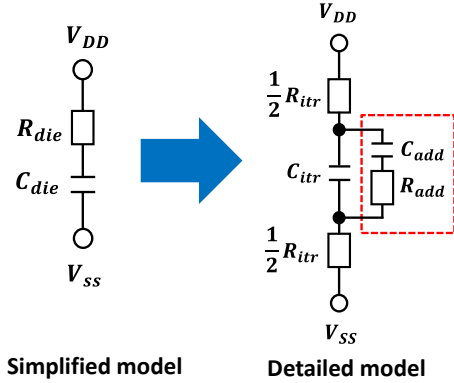 V_DD
R_die
C_die
V_SS
Simplified model
V_DD
1/2 R_itr
C_itr
C_add
R_add
1/2 R_itr
V_SS
Detailed model